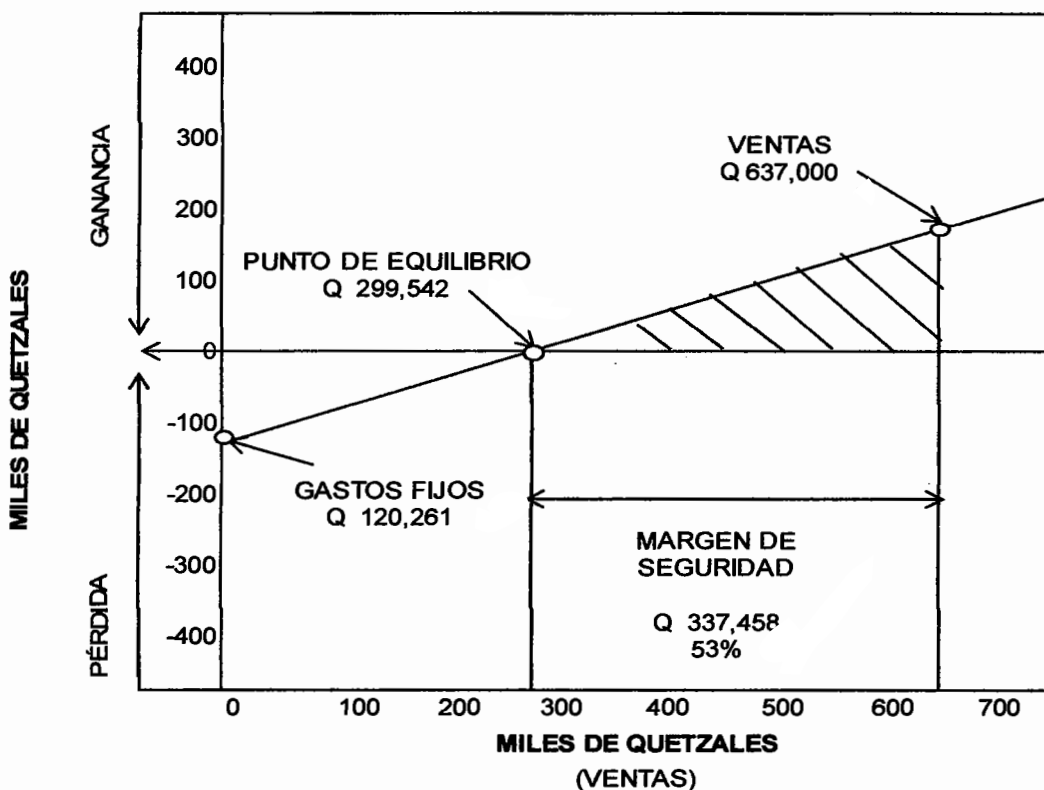 MILES DE QUETZALES
GANANCIA
PÉRDIDA
400
300
200
100
0
-100
-200
-300
-400
VENTAS
Q 637,000
PUNTO DE EQUILIBRIO
Q 299,542
GASTOS FIJOS
Q 120,261
MARGEN DE
SEGURIDAD
Q 337,458
53%
0 100 200 300 400 500 600 700
MILES DE QUETZALES
(VENTAS)